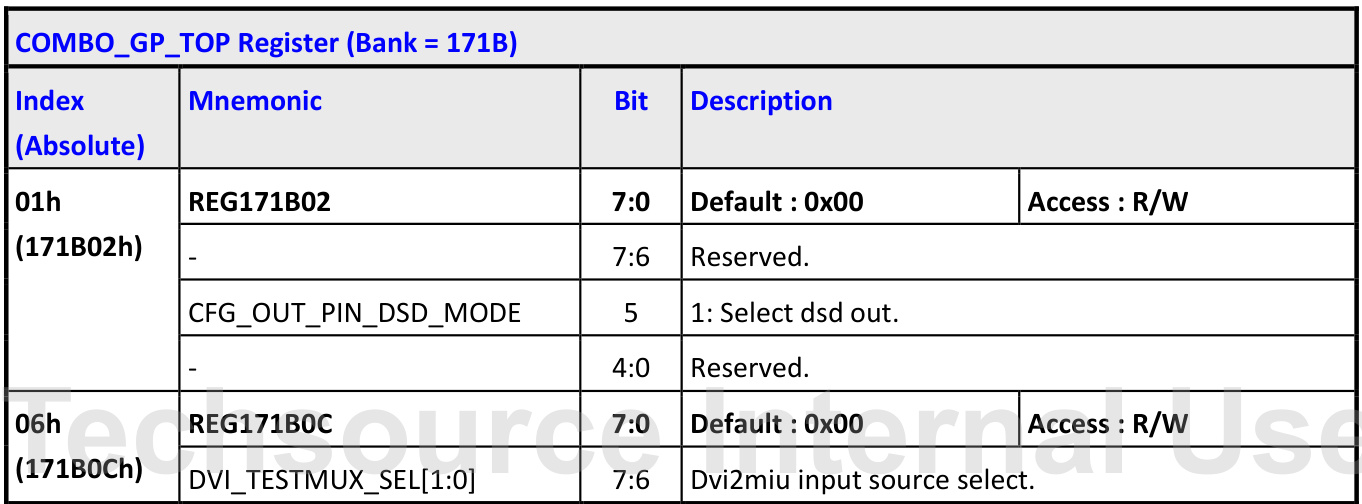 COMBO_GP_TOP Register (Bank = 171B)
Index (Absolute) Mnemonic Bit Description
01h (171B02h) REG171B02 7:0 Default : 0x00 Access : R/W
- 7:6 Reserved.
CFG_OUT_PIN_DSD_MODE 5 1: Select dsd out.
- 4:0 Reserved.
06h (171B0Ch) REG171B0C 7:0 Default : 0x00 Access : R/W
DVI_TESTMUX_SEL[1:0] 7:6 Dvi2miu input source select.
Techsource Internal Use